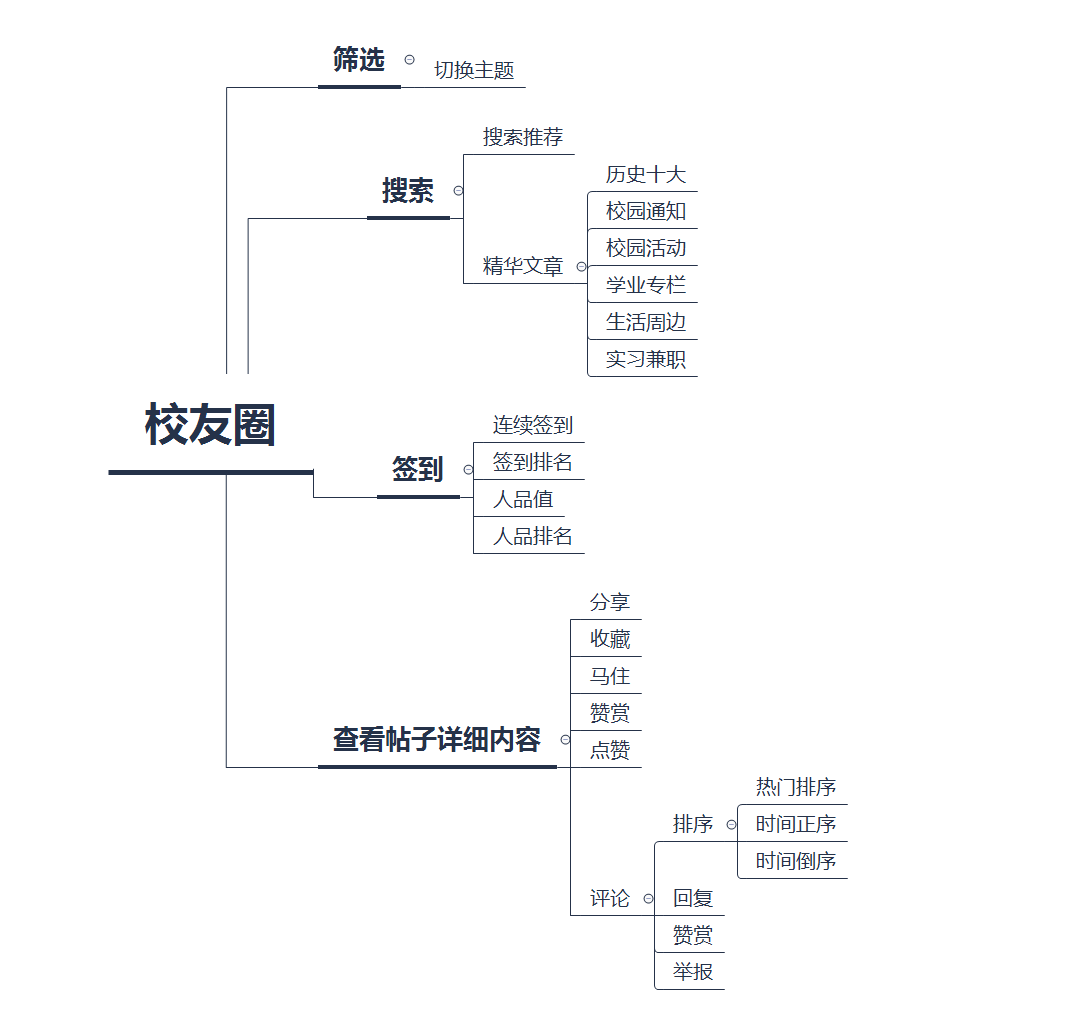 筛选
切换主题
搜索
搜索推荐
精华文章
历史十大
校园通知
校园活动
学业专栏
生活周边
实习兼职
校友圈
签到
连续签到
签到排名
人品值
人品排名
查看帖子详细内容
分享
收藏
马住
赞赏
点赞
评论
排序
热门排序
时间正序
时间倒序
回复
赞赏
举报